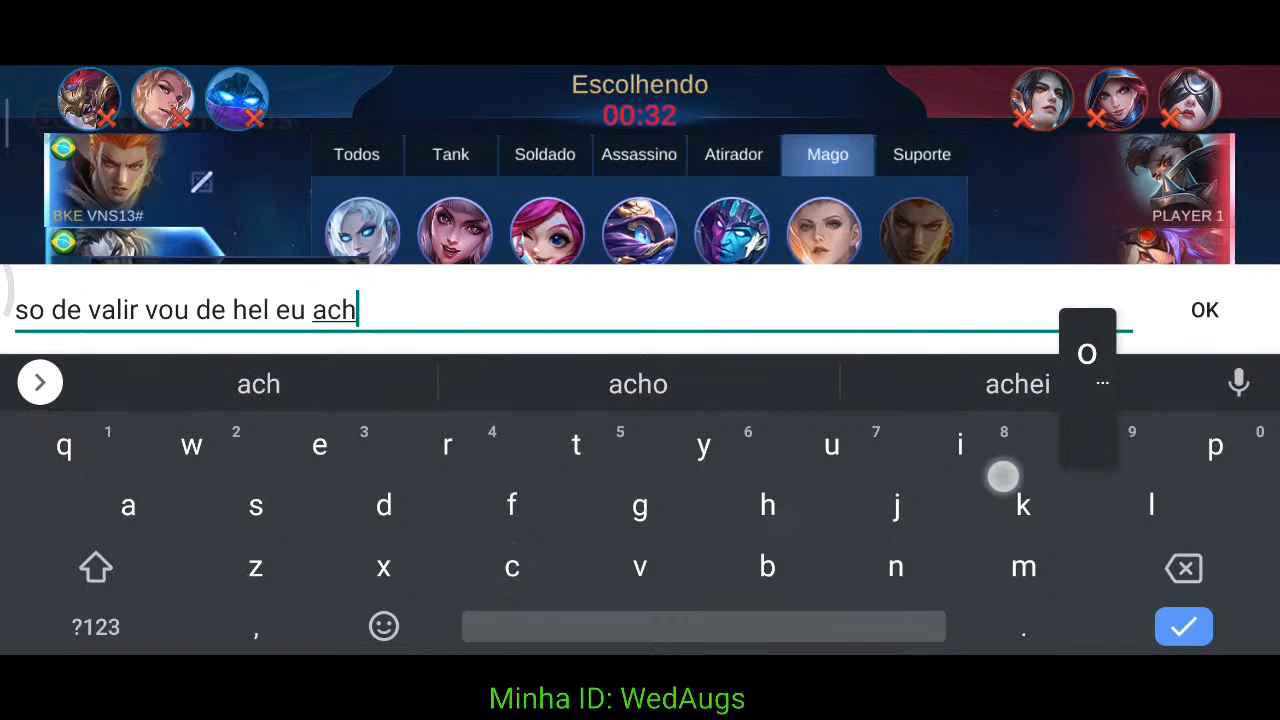 Escolhendo
00:32
Todos Tank Soldado Assassino Atirador Mago Suporte
BKE VNS13#
PLAYER 1
so de valir vou de hel eu ach
OK
o
...
ach acho achei
1 2 3 4 5 6 7 8 9 0
q w e r t y u i p
a s d f g h j k l
z x c v b n m
?123 , .
Minha ID: WedAugs